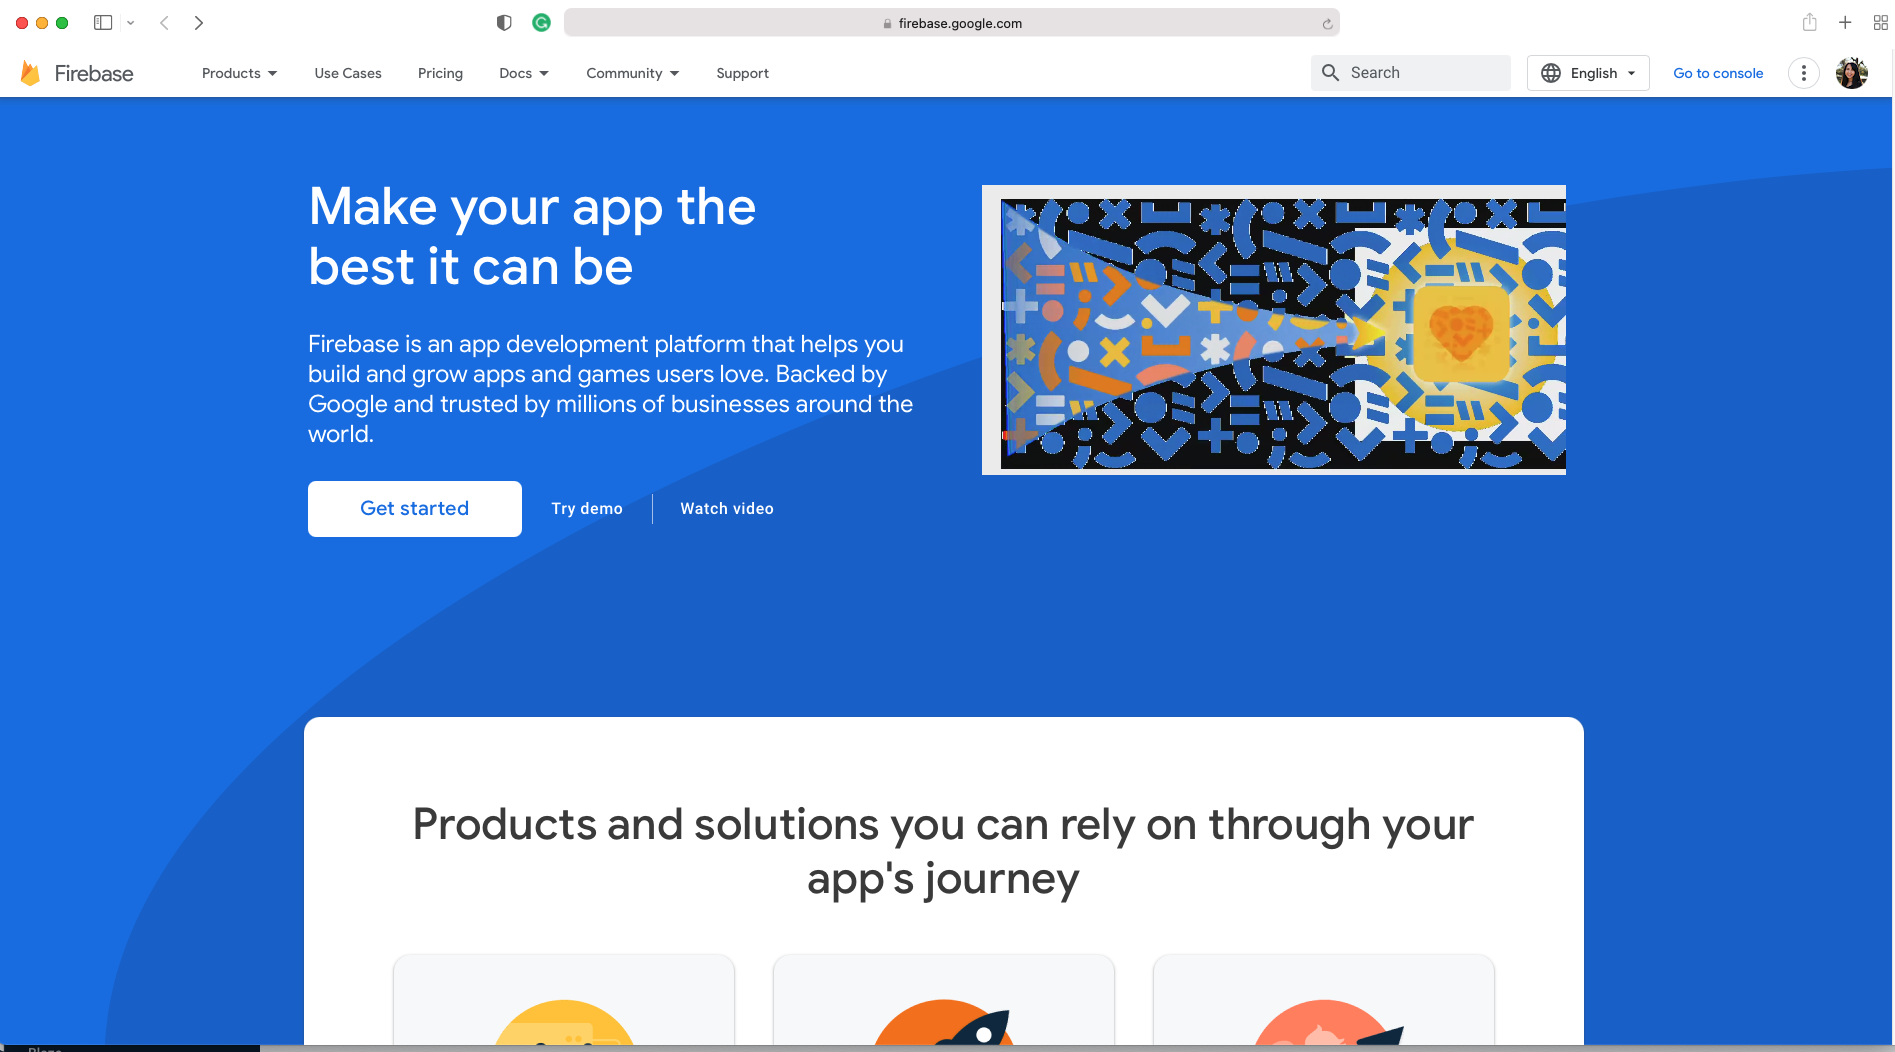 firebase.google.com
Firebase Products Use Cases Pricing Docs Community Support Search English Go to console
Make your app the
best it can be
Firebase is an app development platform that helps you
build and grow apps and games users love. Backed by
Google and trusted by millions of businesses around the
world.
Get started Try demo Watch video
Products and solutions you can rely on through your
app's journey